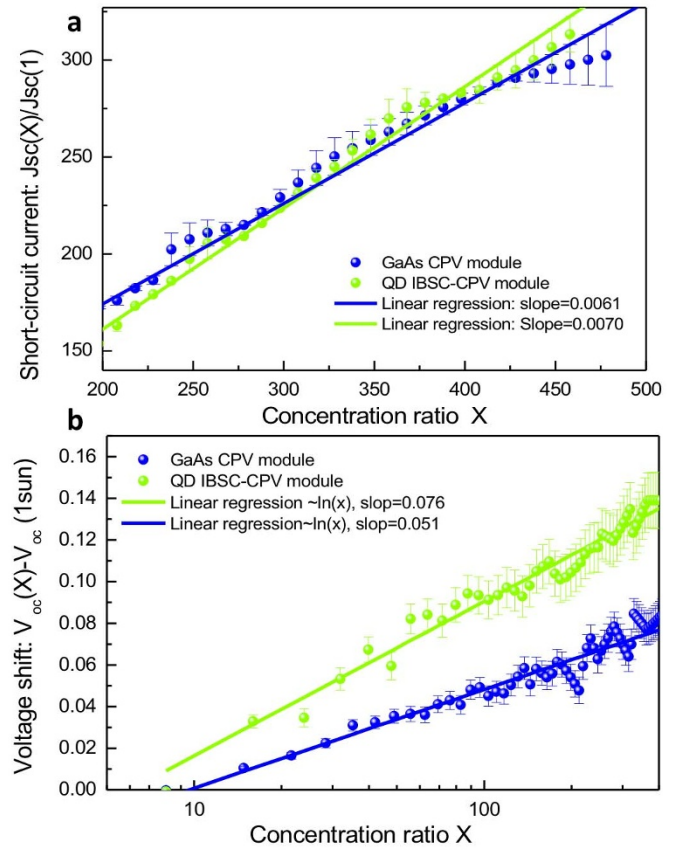 a
Short-circuit current: Jsc(X)/Jsc(1)
300
250
200
150
GaAs CPV module
QD IBSC-CPV module
Linear regression: slope=0.0061
Linear regression: Slope=0.0070
200 250 300 350 400 450 500
Concentration ratio X
b
Voltage shift: Voc(X)-Voc (1sun)
0.16
0.14
0.12
0.10
0.08
0.06
0.04
0.02
0.00
GaAs CPV module
QD IBSC-CPV module
Linear regression ~ln(x), slop=0.076
Linear regression~ln(x), slop=0.051
10 100
Concentration ratio X